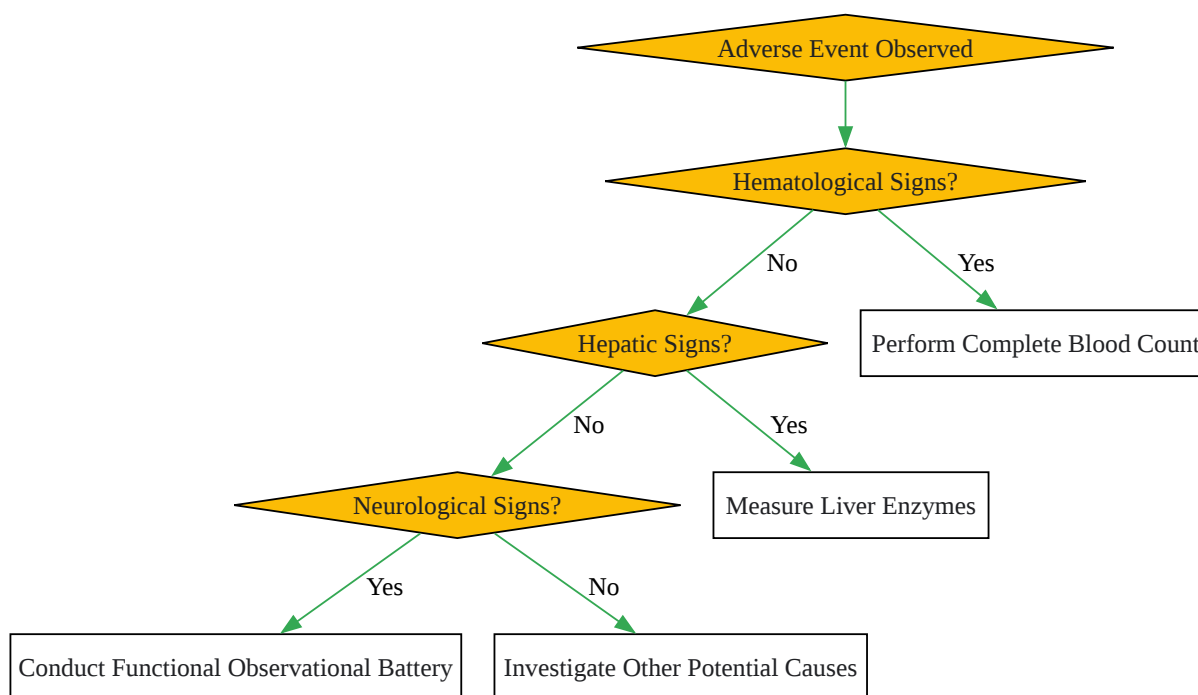 Adverse Event Observed
Hematological Signs?
No
Yes
Hepatic Signs?
Perform Complete Blood Count
No
Yes
Neurological Signs?
Measure Liver Enzymes
Yes
No
Conduct Functional Observational Battery
Investigate Other Potential Causes